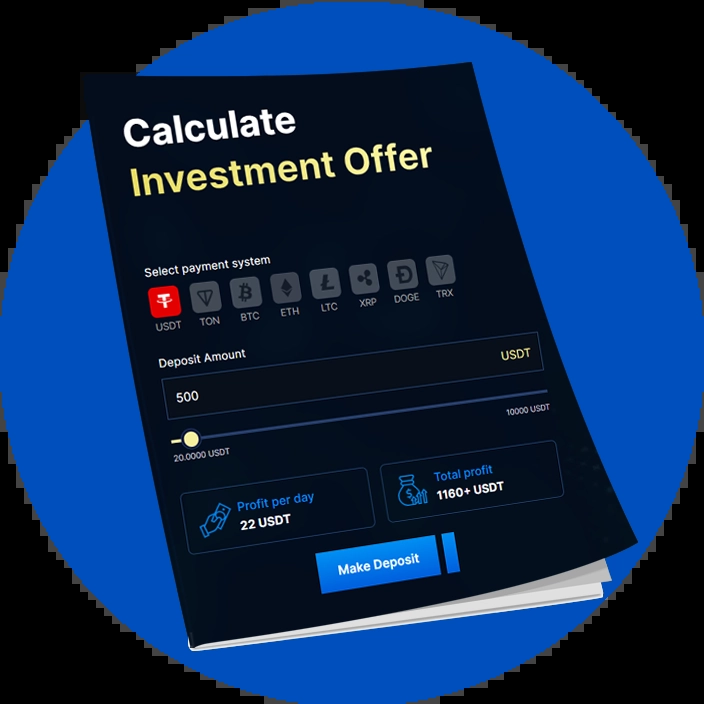 Calculate
Investment Offer
Select payment system
USDT TON BTC ETH LTC XRP DOGE TRX
Deposit Amount
500 USDT
20.0000 USDT 10000 USDT
Profit per day
22 USDT
Total profit
1160+ USDT
Make Deposit